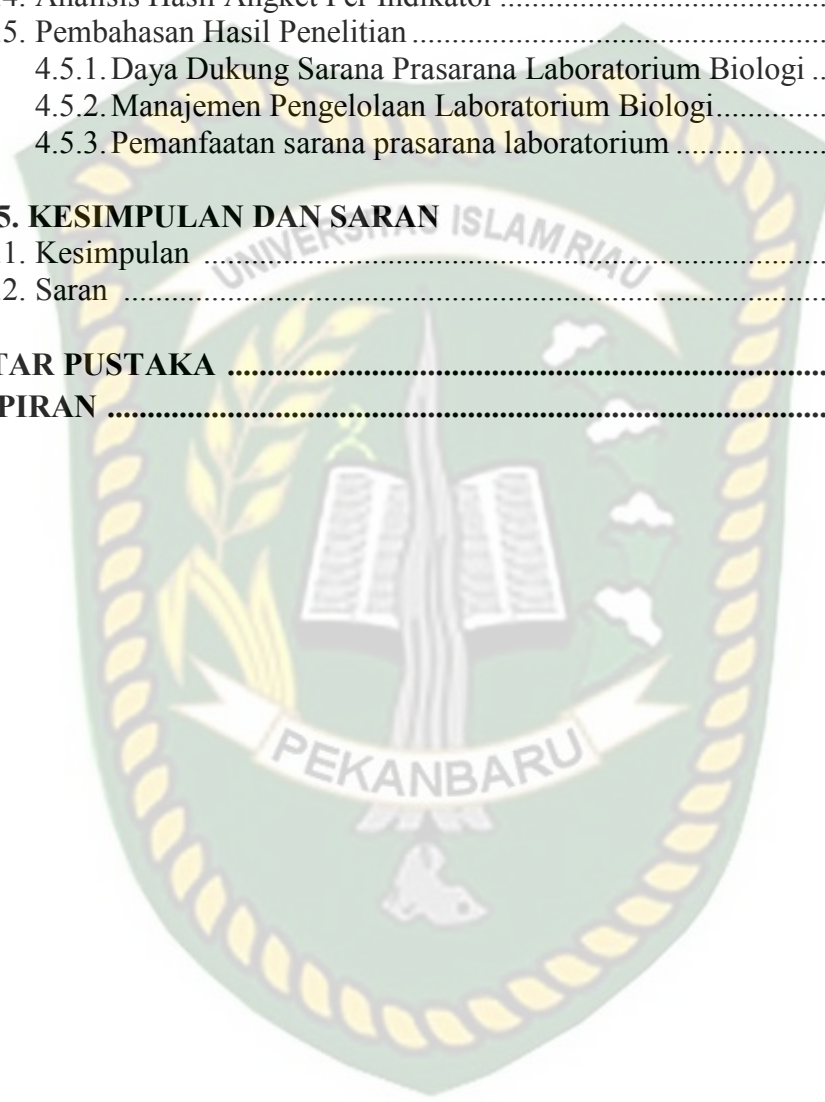 4. Analisis Hasil Angket Per Indikator ...............................................
.5. Pembahasan Hasil Penelitian ...............................................
4.5.1. Daya Dukung Sarana Prasarana Laboratorium Biologi ..
4.5.2. Manajemen Pengelolaan Laboratorium Biologi...............
4.5.3. Pemanfaatan sarana prasarana laboratorium ...................
5. KESIMPULAN DAN SARAN
1. Kesimpulan ...............................................
2. Saran ...............................................
TAR PUSTAKA ...............................................
PIRAN ...............................................
UNIVERSITAS ISLAM RIAU
PEKANBARU